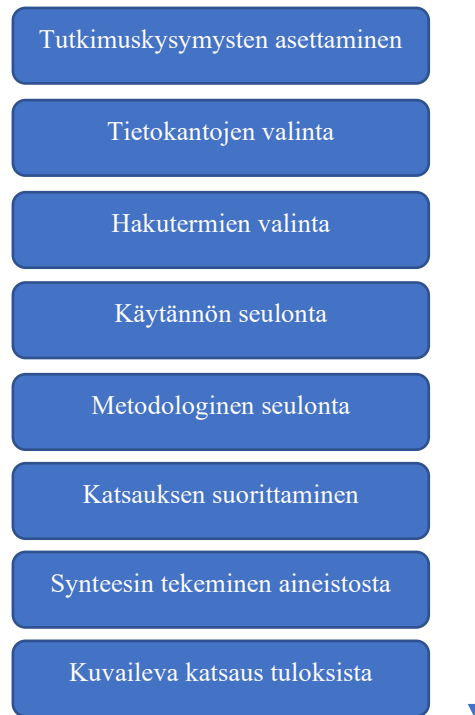 Tutkimuskysymysten asettaminen
Tietokantojen valinta
Hakutermien valinta
Käytännön seulonta
Metodologinen seulonta
Katsauksen suorittaminen
Synteesin tekeminen aineistosta
Kuvaileva katsaus tuloksista